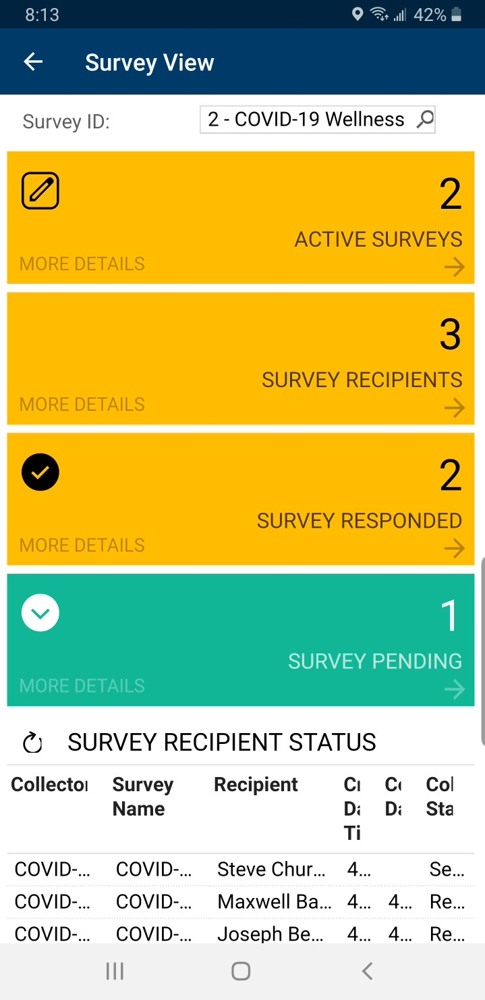 8:13 42%
Survey View
Survey ID: 2 - COVID-19 Wellness
2
ACTIVE SURVEYS
MORE DETAILS
3
SURVEY RECIPIENTS
MORE DETAILS
2
SURVEY RESPONDED
MORE DETAILS
1
SURVEY PENDING
MORE DETAILS
SURVEY RECIPIENT STATUS
Collector Survey Recipient Cr Co Col
Name Da Da Sta
Ti
COVID-... COVID-... Steve Chur... 4... Se...
COVID-... COVID-... Maxwell Ba... 4... 4... Re...
COVID-... COVID-... Joseph Be... 4... 4... Re...